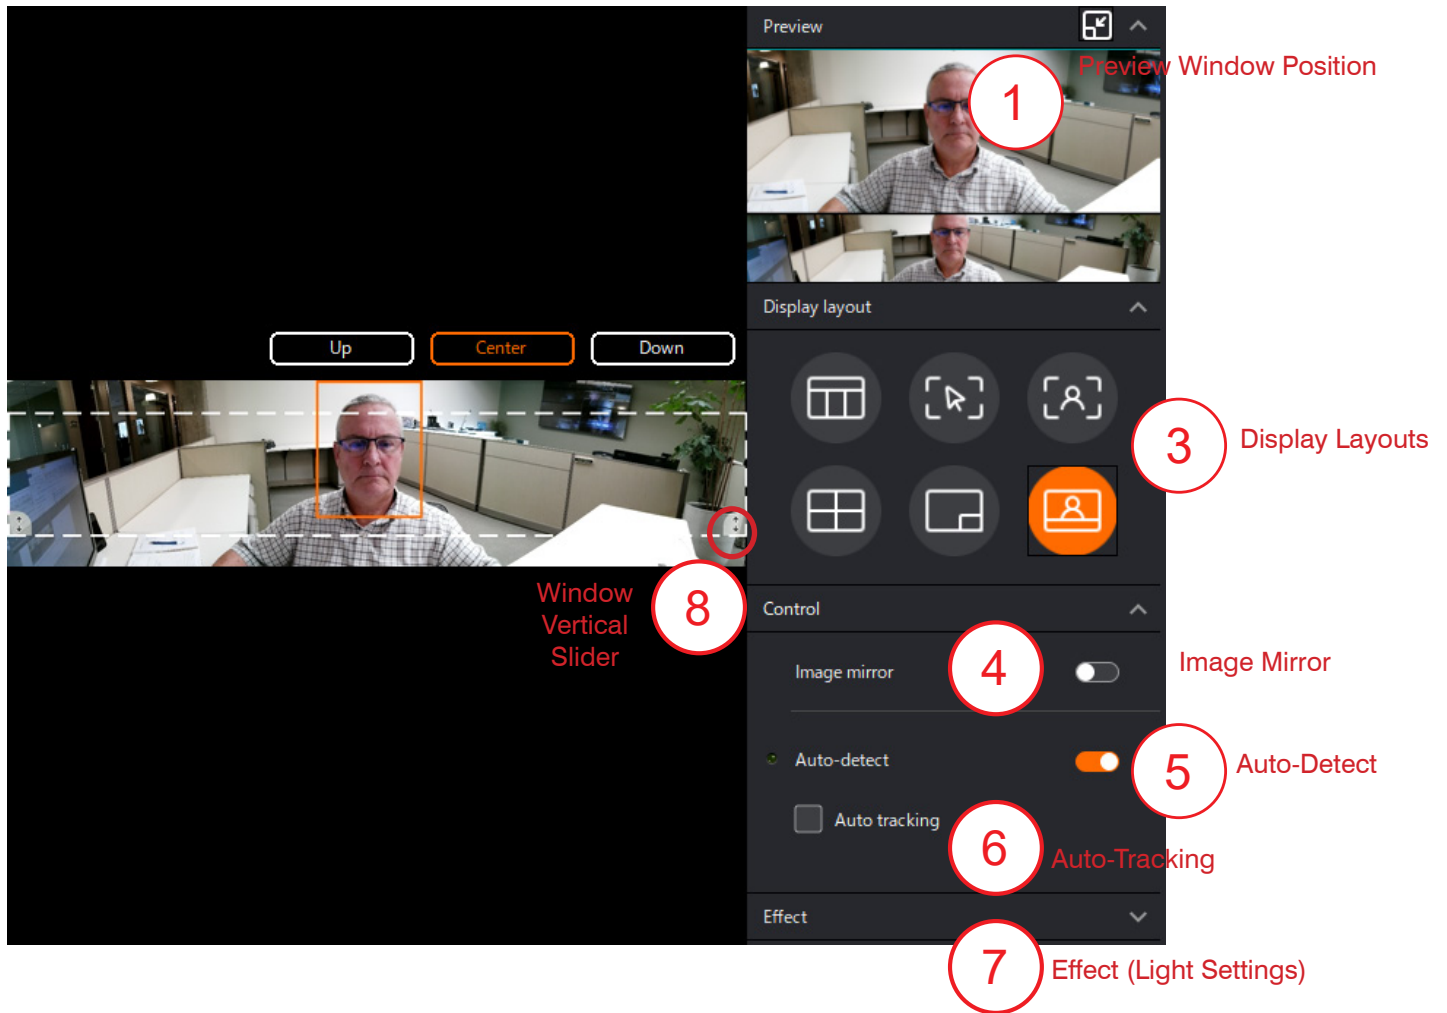 Preview
Preview Window Position
1
Display layout
Up
Center
Down
3
Display Layouts
Window
Vertical
Slider
8
Control
Image mirror
4
Image Mirror
Auto-detect
5
Auto-Detect
Auto tracking
6
Auto-Tracking
Effect
7
Effect (Light Settings)